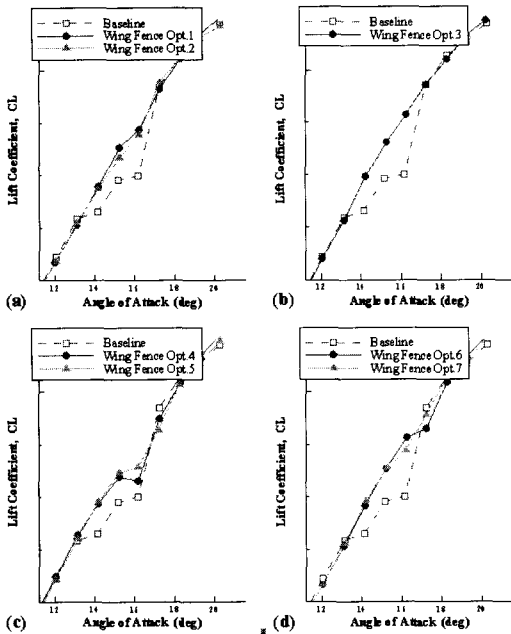 Baseline
Wing Fence Opt.1
Wing Fence Opt.2
Lift Coefficient, CL
12 14 16 18 20
(a) Angle of Attack (deg)
Baseline
Wing Fence Opt.3
Lift Coefficient, CL
12 14 16 18 20
(b) Angle of Attack (deg)
Baseline
Wing Fence Opt.4
Wing Fence Opt.5
Lift Coefficient, CL
12 14 16 18 20
(c) Angle of Attack (deg)
Baseline
Wing Fence Opt.6
Wing Fence Opt.7
Lift Coefficient, CL
12 14 16 18 20
(d) Angle of Attack (deg)